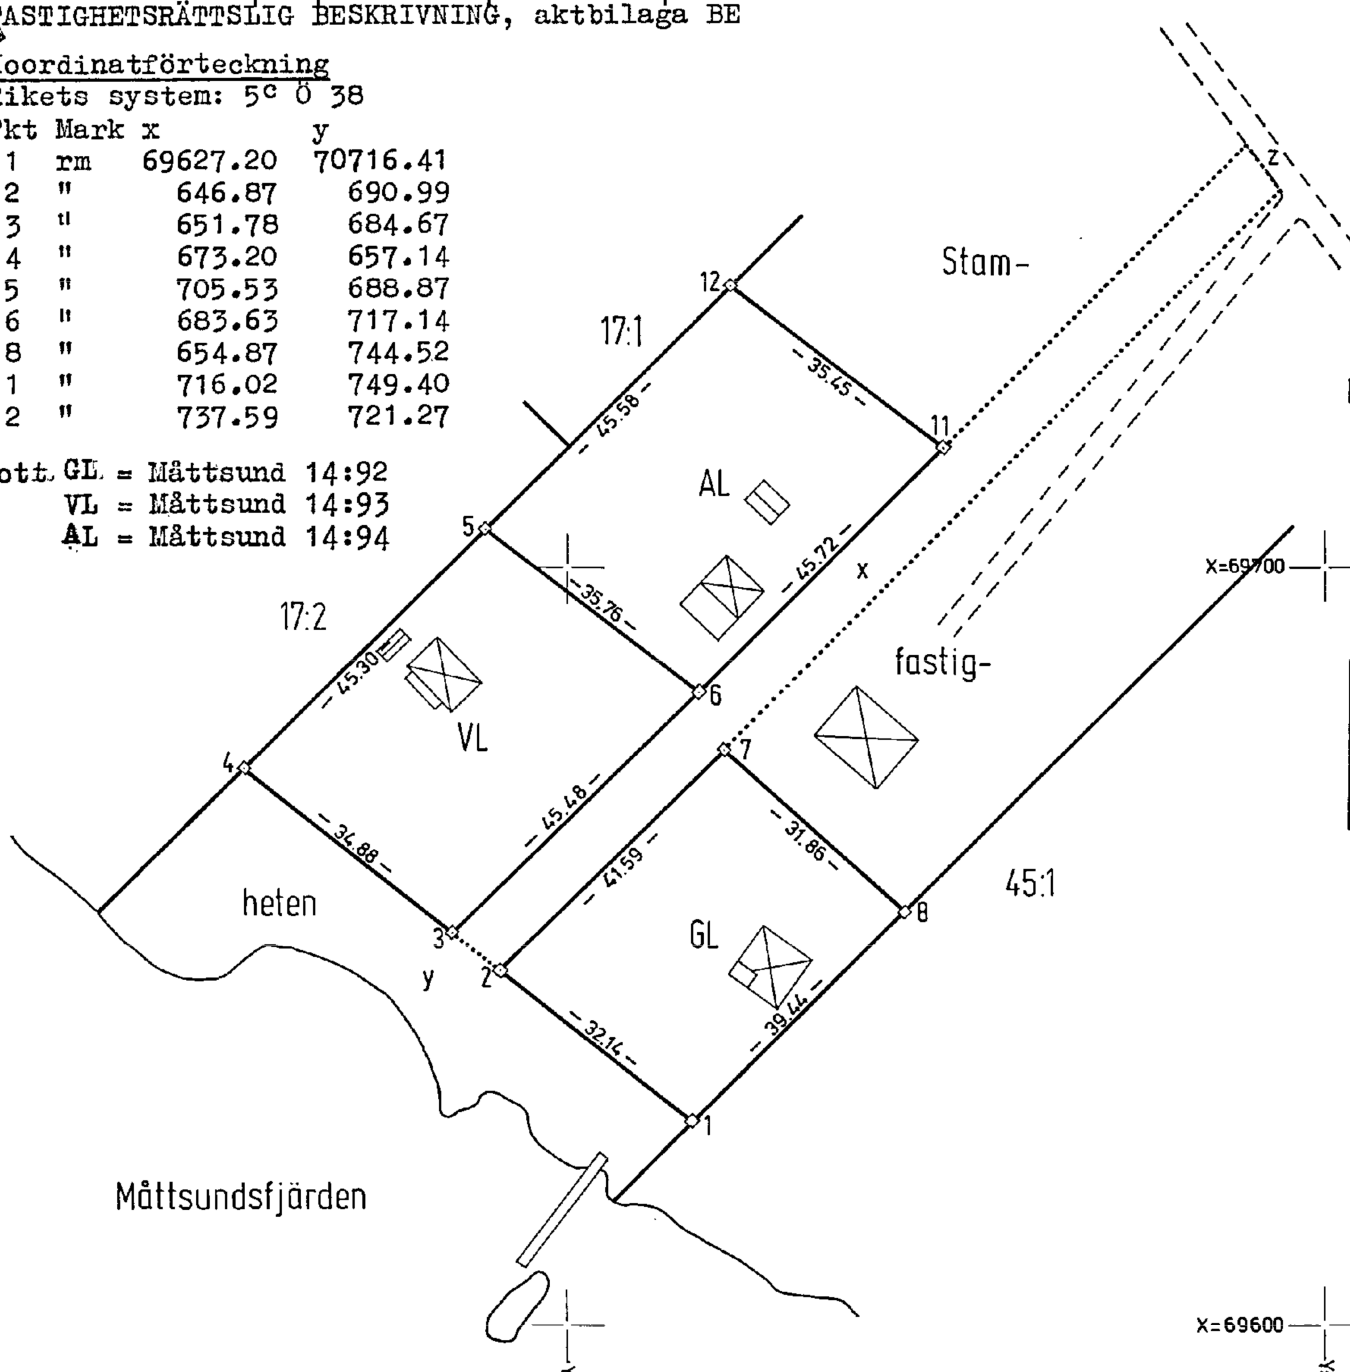 FASTIGHETSRÄTTSLIG BESKRIVNING, aktbilaga BE
Koordinatförteckning
Rikets system: 5c Ö 38
Pkt Mark x y
1 rm 69627.20 70716.41
2 " 646.87 690.99
3 " 651.78 684.67
4 " 673.20 657.14
5 " 705.53 688.87
6 " 683.63 717.14
8 " 654.87 744.52
1 " 716.02 749.40
2 " 737.59 721.27
GL = Måttsund 14:92
VL = Måttsund 14:93
AL = Måttsund 14:94
z
Stam-
12
17:1
35.45
45.58
11
AL
5
45.72
x
X=69700
35.76
17:2
45.30
fastig-
VL
6
7
4
45.48
31.86
34.88
41.59
45:1
heten
8
GL
3
y
2
39.44
32.14
1
Måttsundsfjärden
X=69600